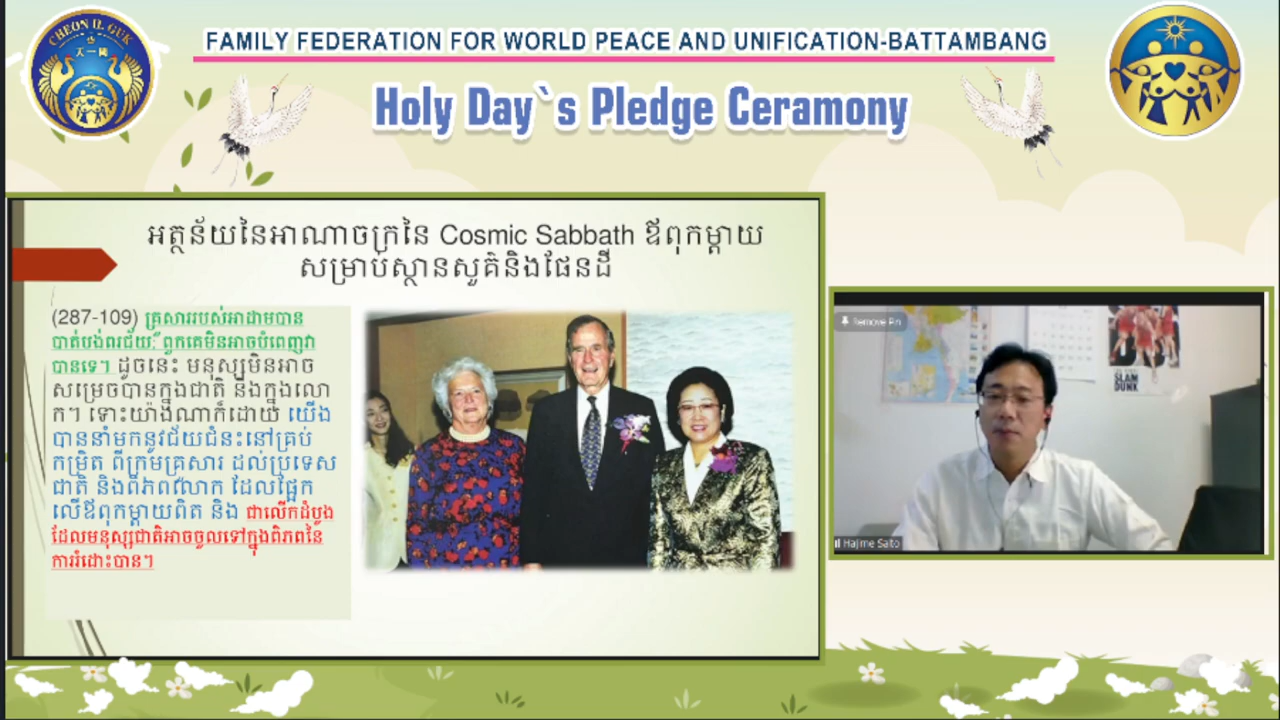 CHEON IL GUK
天一國
FAMILY FEDERATION FOR WORLD PEACE AND UNIFICATION-BATTAMBANG
Holy Day`s Pledge Ceramony
អត្ថន័យនៃអាណាចក្រនៃ Cosmic Sabbath ឪពុកម្តាយ
សម្រាប់ស្ថានសួគ៌និងផែនដី
(287-109) គ្រួសាររបស់អាដាមបាន
បាត់បង់ពរជ័យ: ពួកគេមិនអាចបំពេញវា
បានទេ។ ដូចនេះ មនុស្សមិនអាច
សម្រេចបានក្នុងជាតិ និងក្នុងលោ
ក។ ទោះយ៉ាងណាក៏ដោយ យើង
បាននាំមកនូវជ័យជំនះនៅគ្រប់
កម្រិត ពីក្រុមគ្រួសារ ដល់ប្រទេស
ជាតិ និងពិភពលោក ដែលផ្អែក
លើឪពុកម្តាយពិត និង ជាលើកដំបូង
ដែលមនុស្សជាតិអាចចូលទៅក្នុងពិភពនៃ
ការរំដោះបាន។
Remove Pin
SLAM
DUNK
Hajime Saito